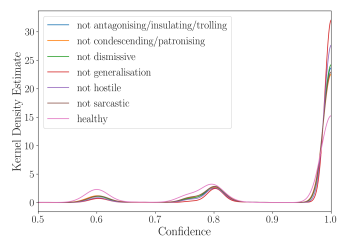 not antagonising/insulating/trolling
not condescending/patronising
not dismissive
not generalisation
not hostile
not sarcastic
healthy
Kernel Density Estimate
30
25
20
15
10
5
0
0.5 0.6 0.7 0.8 0.9 1.0
Confidence